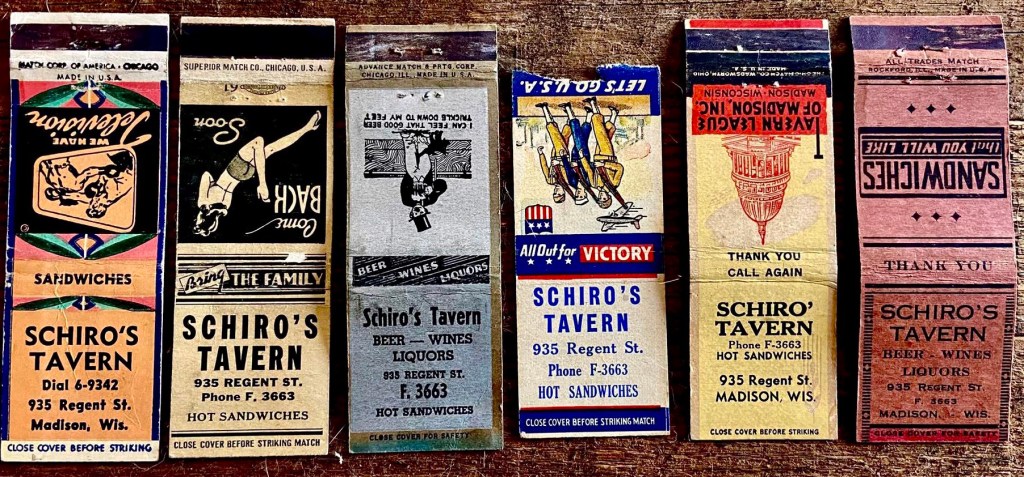 MATCH CORP. OF AMERICA • CHICAGO
MADE IN U.S.A.
WE HAVE
Television
SANDWICHES
SCHIRO'S
TAVERN
Dial 6-9342
935 Regent St.
Madison, Wis.
CLOSE COVER BEFORE STRIKING
SUPERIOR MATCH CO., CHICAGO, U.S.A.
Come
BACK
Soon
Bring THE FAMILY
SCHIRO'S
TAVERN
935 REGENT ST.
Phone F. 3663
HOT SANDWICHES
CLOSE COVER BEFORE STRIKING MATCH
ADVANCE MATCH & PRTG. CORP.
CHICAGO, ILL., MADE IN U.S.A.
I CAN FEEL THAT GOOD BEER
TRICKLE DOWN TO MY FEET
BEER WINES LIQUORS
Schiro's Tavern
BEER — WINES
LIQUORS
935 REGENT ST.
F. 3663
HOT SANDWICHES
CLOSE COVER FOR SAFETY
LET'S GO U.S.A.
All Out for VICTORY
SCHIRO'S
TAVERN
935 Regent St.
Phone F-3663
HOT SANDWICHES
CLOSE COVER BEFORE STRIKING MATCH
MADE IN U.S.A.
TAVERN LEAGUE
OF MADISON, INC.
MADISON, WISCONSIN
THANK YOU
CALL AGAIN
SCHIRO'
TAVERN
Phone F-3663
HOT SANDWICHES
935 Regent St.
MADISON, WIS.
CLOSE COVER BEFORE STRIKING
ALL-TRADES MATCH
ROCKFORD, ILL., MADE IN U.S.A.
SANDWICHES
that YOU WILL LIKE
THANK YOU
SCHIRO'S
TAVERN
BEER - WINES
LIQUORS
935 REGENT ST.
F. 3663
MADISON, WIS.
CLOSE COVER FOR SAFETY